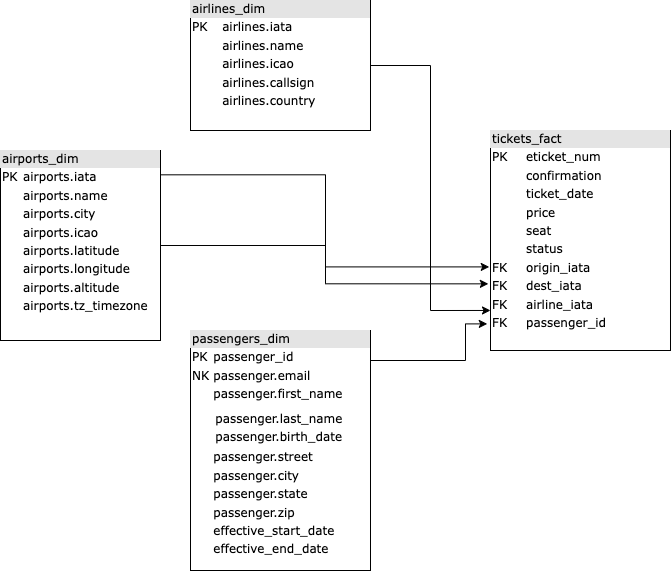 airlines_dim
PK airlines.iata
airlines.name
airlines.icao
airlines.callsign
airlines.country
airports_dim
PK airports.iata
airports.name
airports.city
airports.icao
airports.latitude
airports.longitude
airports.altitude
airports.tz_timezone
tickets_fact
PK eticket_num
confirmation
ticket_date
price
seat
status
FK origin_iata
FK dest_iata
FK airline_iata
FK passenger_id
passengers_dim
PK passenger_id
NK passenger.email
passenger.first_name
passenger.last_name
passenger.birth_date
passenger.street
passenger.city
passenger.state
passenger.zip
effective_start_date
effective_end_date